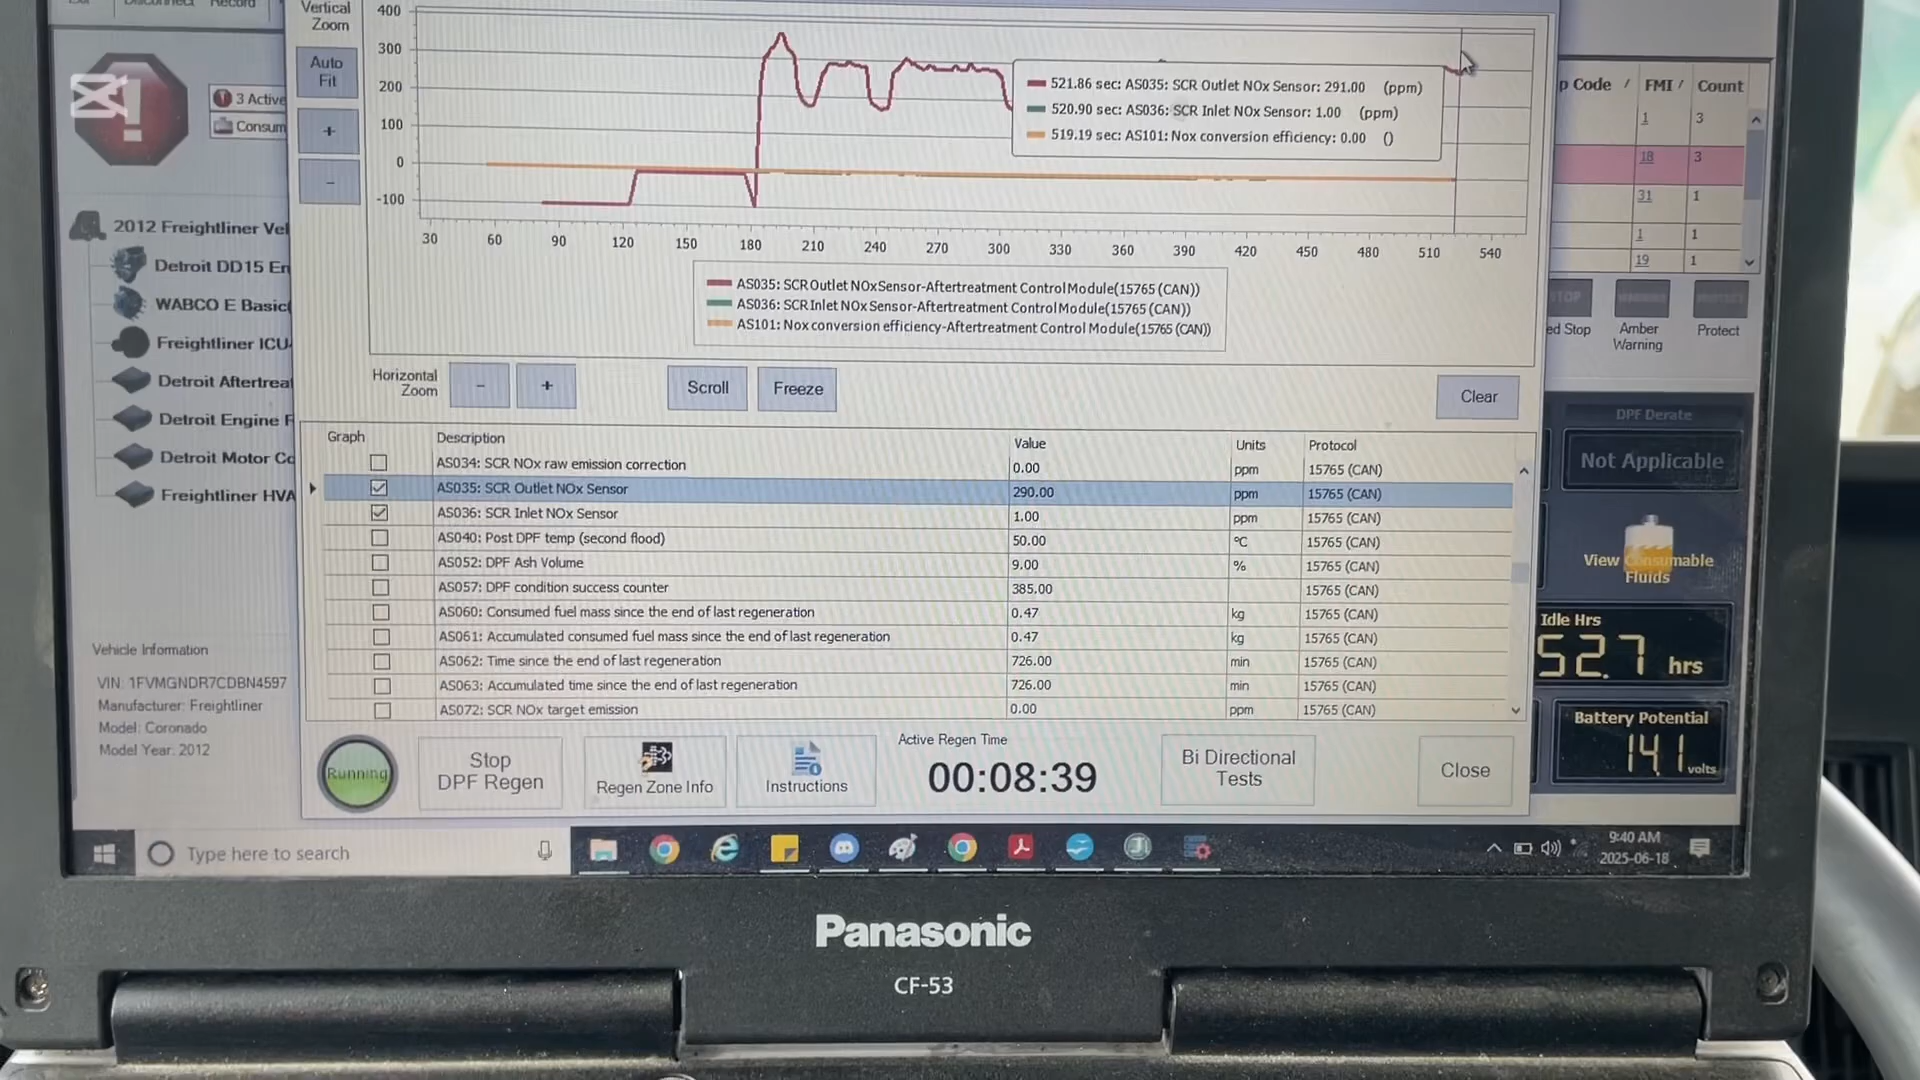 Disconnect
Record
Vertical
Zoom
Auto
Fit
+
-
400
300
200
100
0
-100
30
60
90
120
150
180
210
240
270
300
330
360
390
420
450
480
510
540
521.86 sec: AS035: SCR Outlet NOx Sensor: 291.00 (ppm)
520.90 sec: AS036: SCR Inlet NOx Sensor: 1.00 (ppm)
519.19 sec: AS101: Nox conversion efficiency: 0.00 ()
AS035: SCR Outlet NOx Sensor-Aftertreatment Control Module(15765 (CAN))
AS036: SCR Inlet NOx Sensor-Aftertreatment Control Module(15765 (CAN))
AS101: Nox conversion efficiency-Aftertreatment Control Module(15765 (CAN))
3 Active
Consum
2012 Freightliner Vel
Detroit DD15 En
WABCO E Basic(
Freightliner ICU-
Detroit Aftertrea
Detroit Engine F
Detroit Motor Co
Freightliner HVA
Vehicle Information
VIN: 1FVMGNDR7CDBN4597
Manufacturer: Freightliner
Model: Coronado
Model Year: 2012
Horizontal
Zoom
-
+
Scroll
Freeze
Clear
Graph Description Value Units Protocol
AS034: SCR NOx raw emission correction 0.00 ppm 15765 (CAN)
AS035: SCR Outlet NOx Sensor 290.00 ppm 15765 (CAN)
AS036: SCR Inlet NOx Sensor 1.00 ppm 15765 (CAN)
AS040: Post DPF temp (second flood) 50.00 °C 15765 (CAN)
AS052: DPF Ash Volume 9.00 % 15765 (CAN)
AS057: DPF condition success counter 385.00 15765 (CAN)
AS060: Consumed fuel mass since the end of last regeneration 0.47 kg 15765 (CAN)
AS061: Accumulated consumed fuel mass since the end of last regeneration 0.47 kg 15765 (CAN)
AS062: Time since the end of last regeneration 726.00 min 15765 (CAN)
AS063: Accumulated time since the end of last regeneration 726.00 min 15765 (CAN)
AS072: SCR NOx target emission 0.00 ppm 15765 (CAN)
Running
Stop
DPF Regen
Regen Zone Info
Instructions
Active Regen Time
00:08:39
Bi Directional
Tests
Close
p Code / FMI / Count
1 3
18 3
31 1
1 1
19 1
ed Stop
Amber
Warning
Protect
DPF Derate
Not Applicable
View Consumable
Fluids
Idle Hrs
52.7 hrs
Battery Potential
14.1 volts
Type here to search
9:40 AM
2025-06-18
Panasonic
CF-53